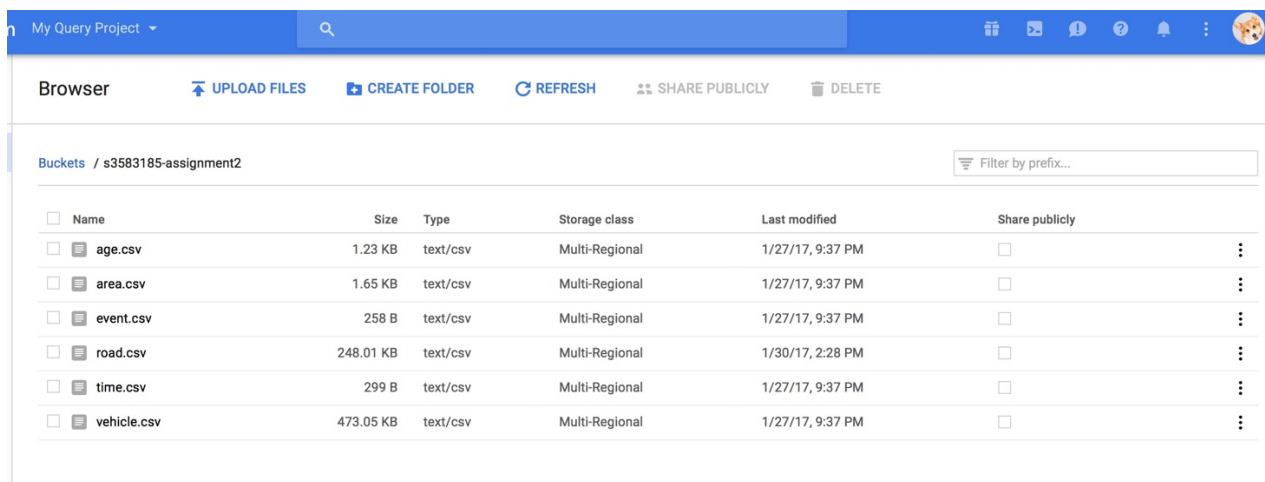 n My Query Project
Browser UPLOAD FILES CREATE FOLDER REFRESH SHARE PUBLICLY DELETE
Buckets / s3583185-assignment2 Filter by prefix...
Name Size Type Storage class Last modified Share publicly
age.csv 1.23 KB text/csv Multi-Regional 1/27/17, 9:37 PM
area.csv 1.65 KB text/csv Multi-Regional 1/27/17, 9:37 PM
event.csv 258 B text/csv Multi-Regional 1/27/17, 9:37 PM
road.csv 248.01 KB text/csv Multi-Regional 1/30/17, 2:28 PM
time.csv 299 B text/csv Multi-Regional 1/27/17, 9:37 PM
vehicle.csv 473.05 KB text/csv Multi-Regional 1/27/17, 9:37 PM